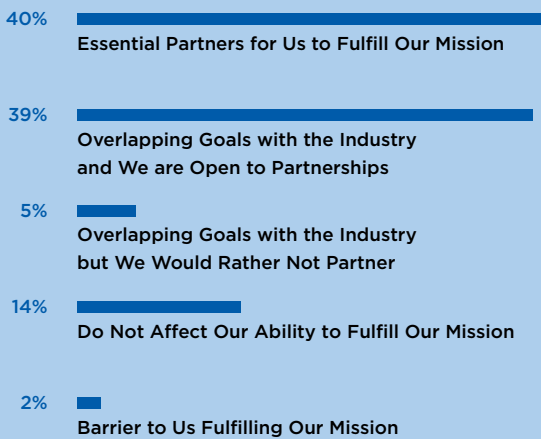 40%
Essential Partners for Us to Fulfill Our Mission
39%
Overlapping Goals with the Industry
and We are Open to Partnerships
5%
Overlapping Goals with the Industry
but We Would Rather Not Partner
14%
Do Not Affect Our Ability to Fulfill Our Mission
2%
Barrier to Us Fulfilling Our Mission